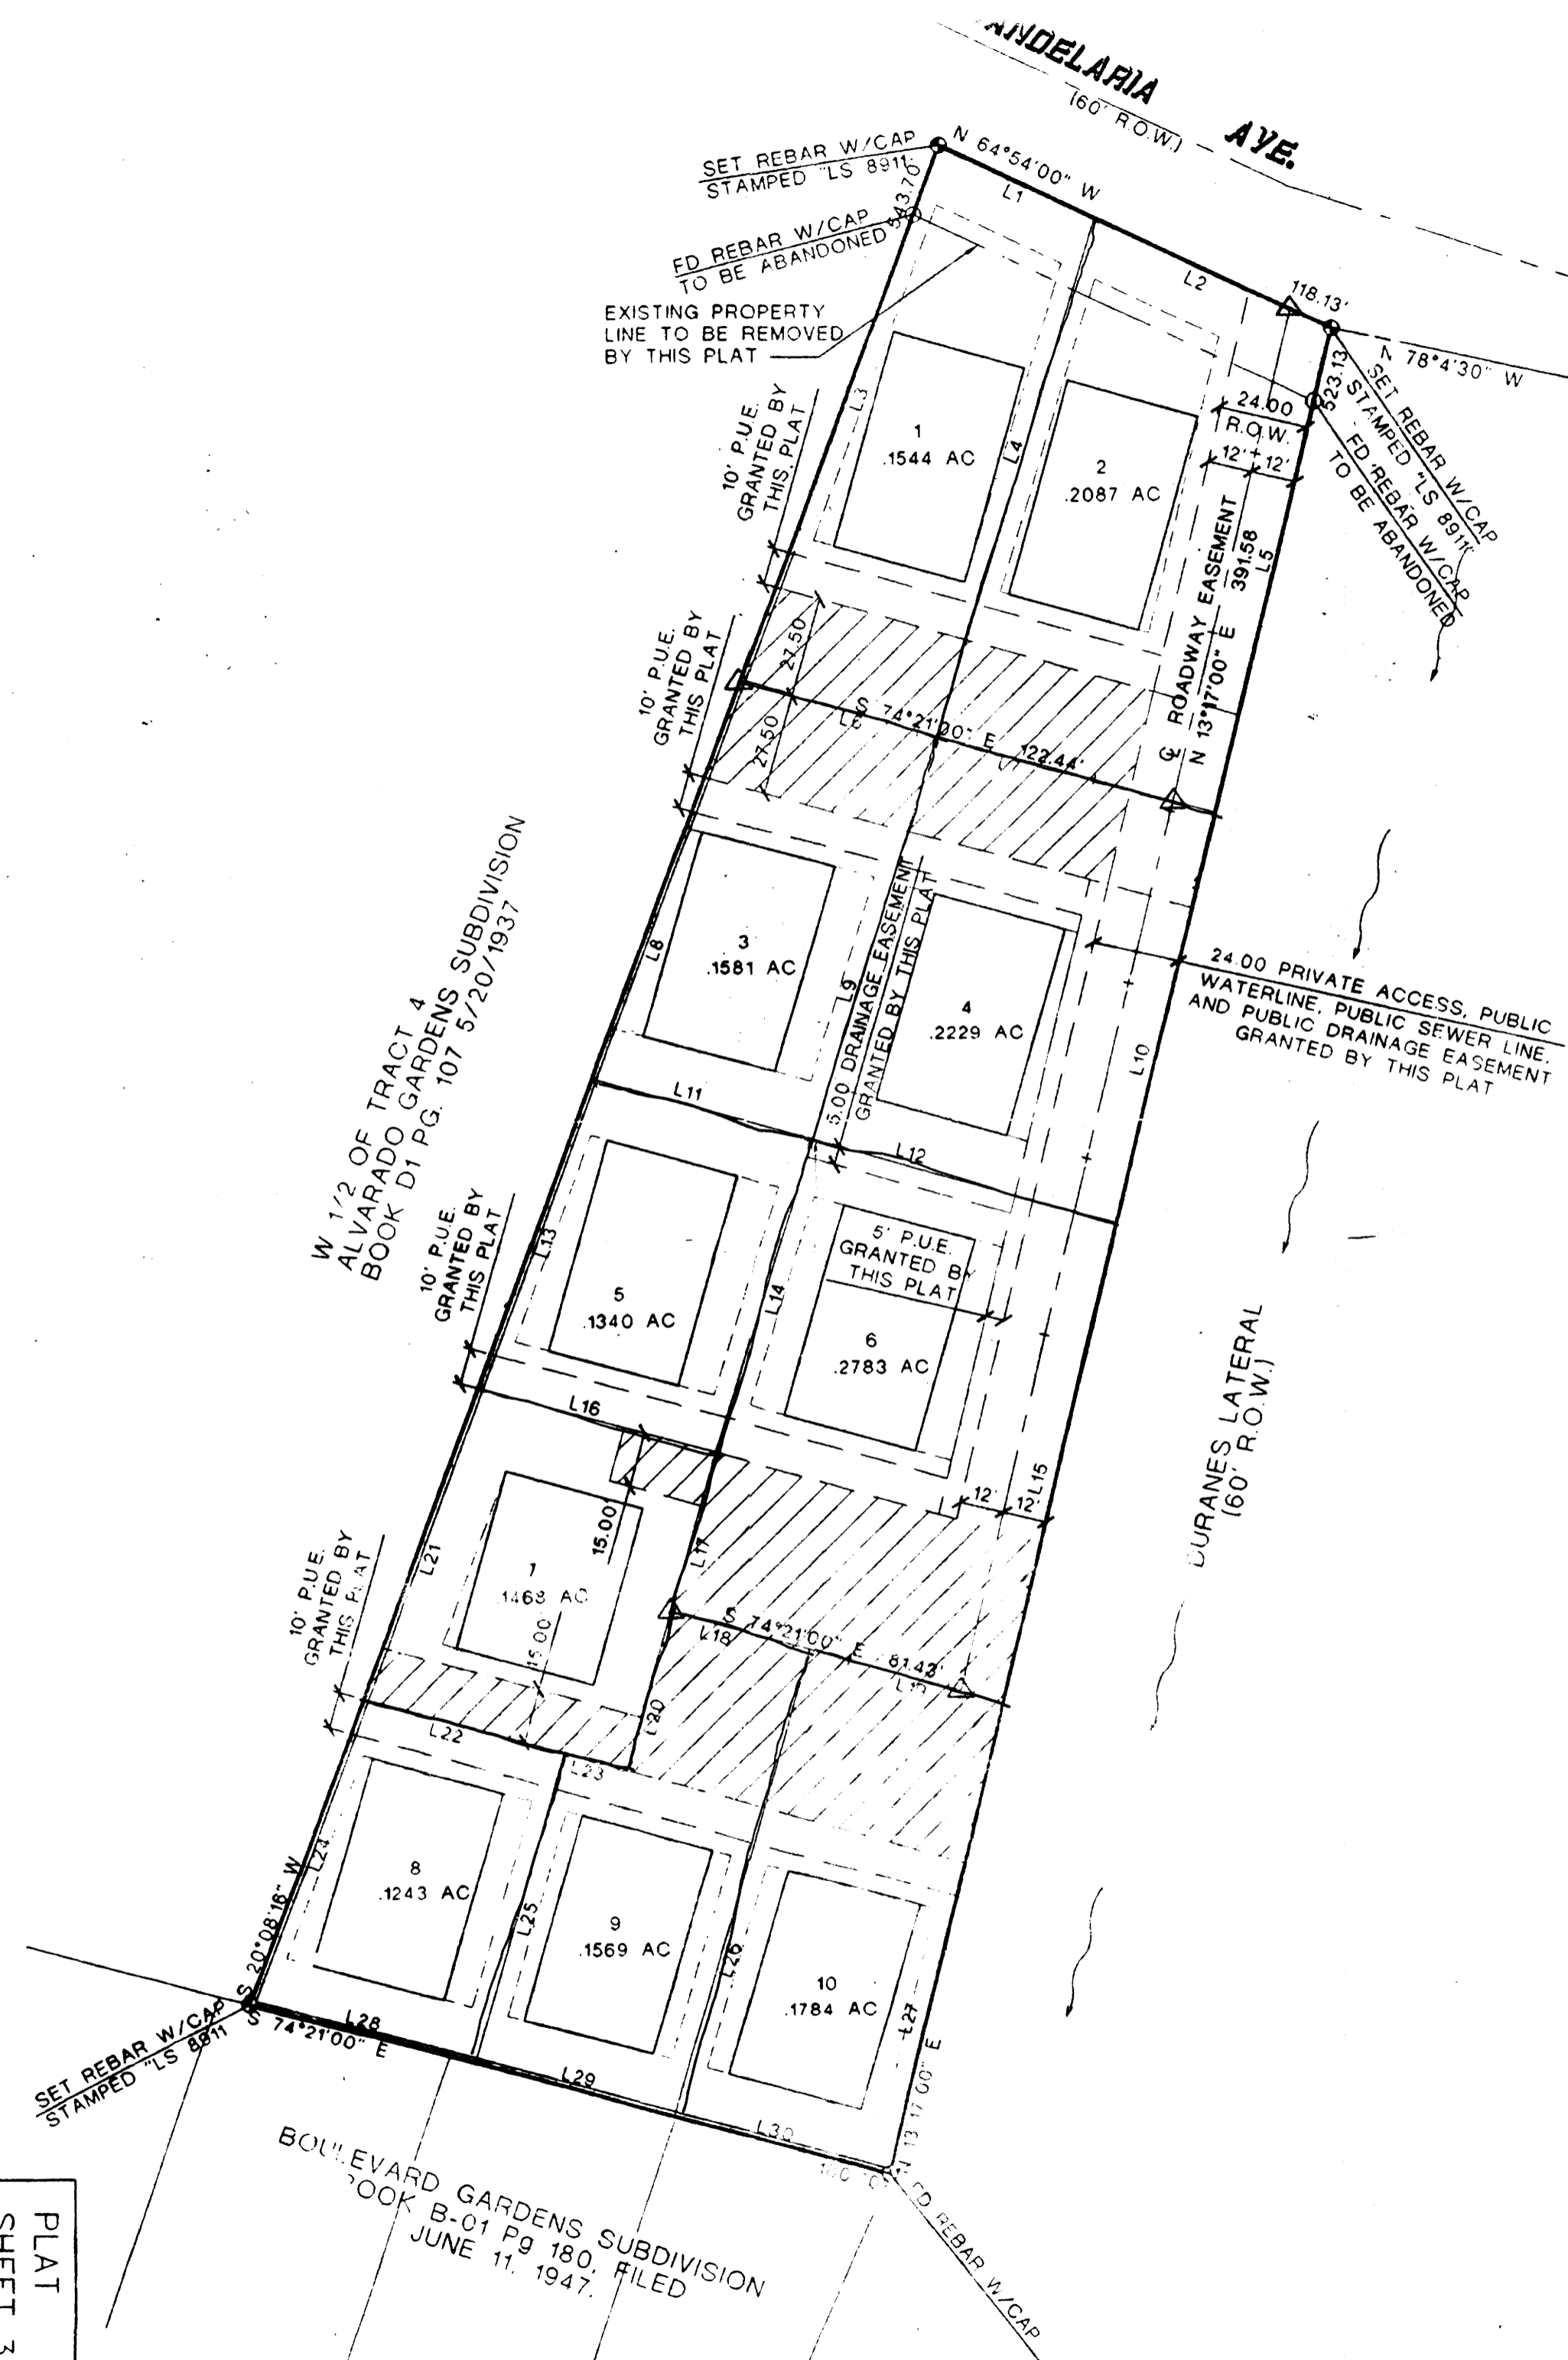 ANDELARIA
AVE.
(60' R.O.W.)
SET REBAR W/CAP
STAMPED "LS 8911
N 64°54'00" W
L1
L2
118.13'
543.70
FD REBAR W/CAP
TO BE ABANDONED
EXISTING PROPERTY
LINE TO BE REMOVED
BY THIS PLAT
N 78°4'30" W
523.13
SET REBAR W/CAP
STAMPED "LS 8911
FD REBAR W/CAP
TO BE ABANDONED
24.00
R.O.W.
12' 12'
L3
L4
1
.1544 AC
2
.2087 AC
10' P.U.E.
GRANTED BY
THIS PLAT
ROADWAY EASEMENT
391.58
L5
N 13°17'00" E
10' P.U.E.
GRANTED BY
THIS PLAT
27.50
27.50
S 74°21'00" E 122.44'
L6
W 1/2 OF TRACT 4
ALVARADO GARDENS SUBDIVISION
BOOK D1 PG. 107 5/20/1937
L8
3
.1581 AC
L9
5.00 DRAINAGE EASEMENT
GRANTED BY THIS PLAT
4
.2229 AC
L10
24.00 PRIVATE ACCESS, PUBLIC
WATERLINE, PUBLIC SEWER LINE,
AND PUBLIC DRAINAGE EASEMENT
GRANTED BY THIS PLAT
L11
L12
10' P.U.E.
GRANTED BY
THIS PLAT
L13
5
.1340 AC
L14
5' P.U.E.
GRANTED BY
THIS PLAT
6
.2783 AC
DURANES LATERAL
(60' R.O.W.)
L15
12' 12'
L16
15.00'
L17
10' P.U.E.
GRANTED BY
THIS PLAT
L21
.1468 AC
15.00
S 74°21'00" E 81.43'
L18
L20
L22
L23
L24
8
.1243 AC
L25
9
.1569 AC
L26
10
.1784 AC
L27
N 13 17'00" E
S 20°08'16" W
SET REBAR W/CAP
STAMPED "LS 8911
S 74°21'00" E
L28
L29
L30
FD REBAR W/CAP
BOULEVARD GARDENS SUBDIVISION
OOK B-01 Pg 180, FILED
JUNE 11, 1947.
PLAT
SHEET 3